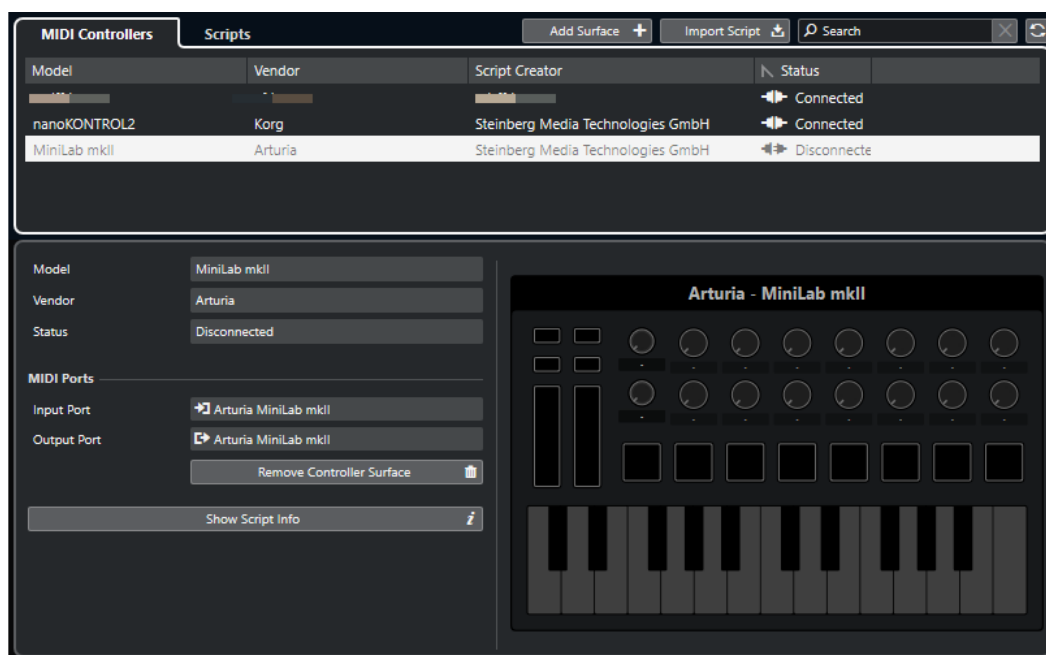 MIDI Controllers Scripts Add Surface Import Script Search
Model Vendor Script Creator Status
Connected
nanoKONTROL2 Korg Steinberg Media Technologies GmbH Connected
MiniLab mkII Arturia Steinberg Media Technologies GmbH Disconnecte
Model MiniLab mkII
Arturia - MiniLab mkII
Vendor Arturia
Status Disconnected
MIDI Ports
Input Port Arturia MiniLab mkII
Output Port Arturia MiniLab mkII
Remove Controller Surface
Show Script Info i